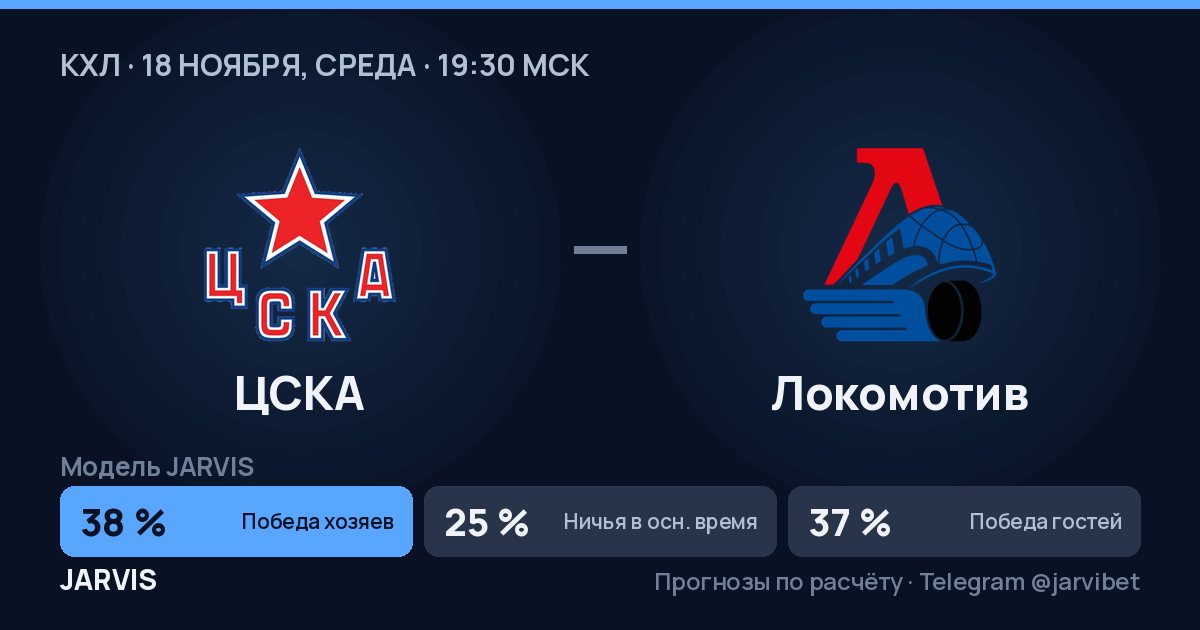 КХЛ · 18 НОЯБРЯ, СРЕДА · 19:30 МСК
ЦСКА
ЦСКА
Локомотив
Модель JARVIS
38 % Победа хозяев
25 % Ничья в осн. время
37 % Победа гостей
JARVIS
Прогнозы по расчёту · Telegram @jarvibet